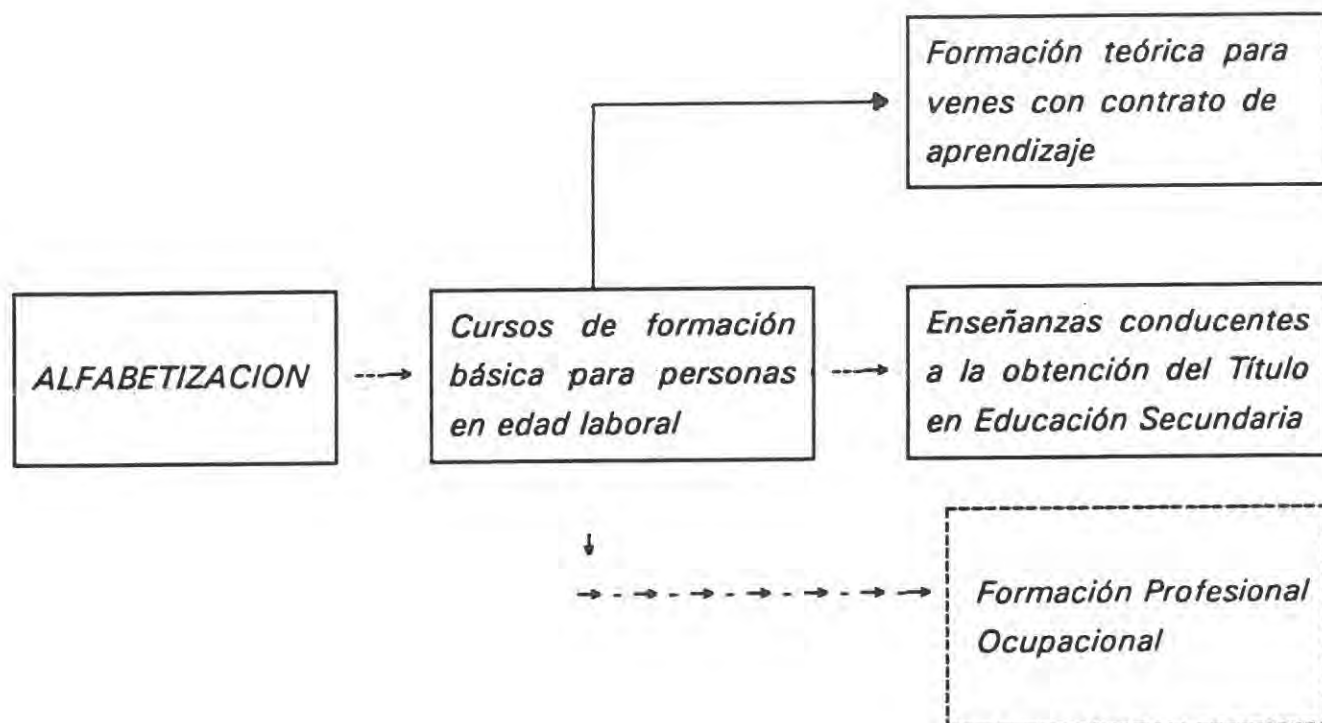 Formación teórica para
venes con contrato de
aprendizaje
ALFABETIZACION
Cursos de formación
básica para personas
en edad laboral
Enseñanzas conducentes
a la obtención del Título
en Educación Secundaria
Formación Profesional
Ocupacional